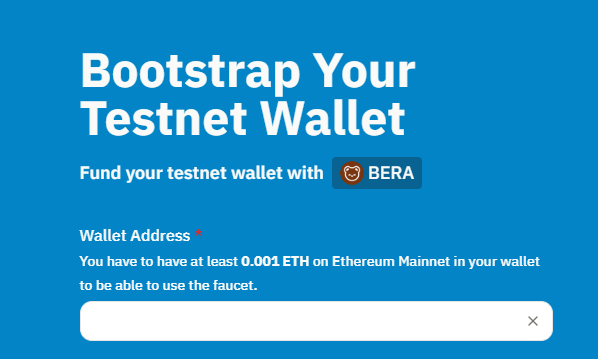 Bootstrap Your
Testnet Wallet
Fund your testnet wallet with BERA
Wallet Address *
You have to have at least 0.001 ETH on Ethereum Mainnet in your wallet
to be able to use the faucet.